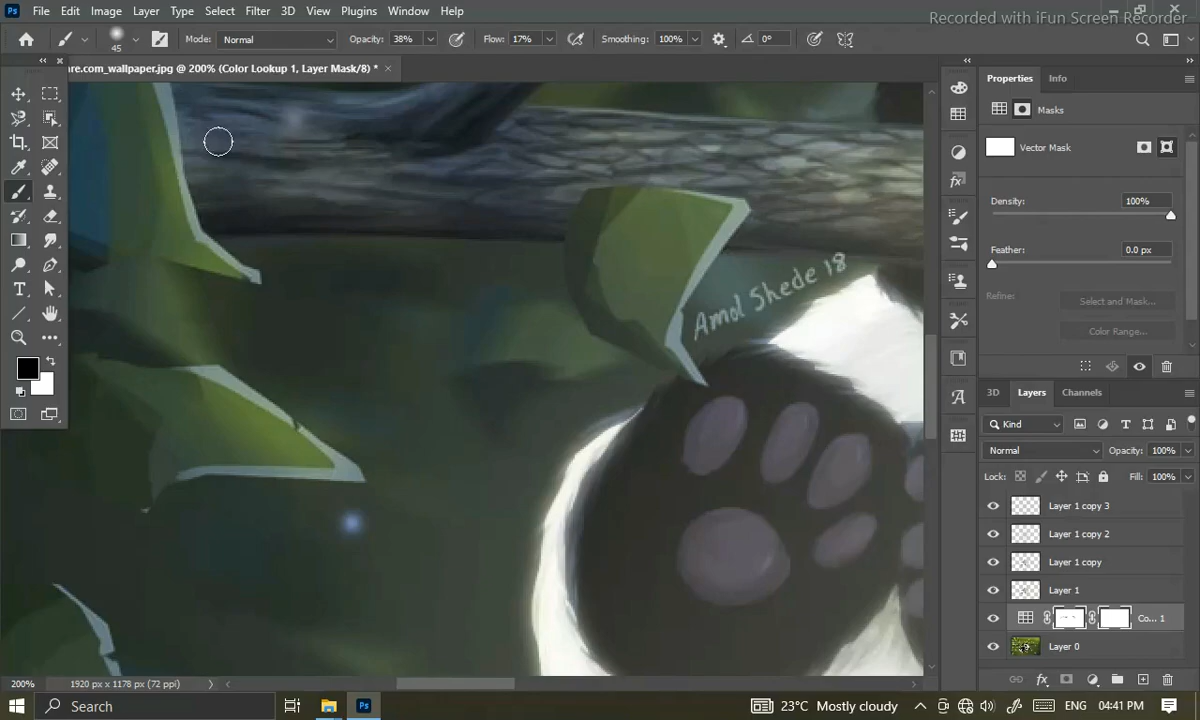 Recorded with iFun Screen Recorder
Ps File Edit Image Layer Type Select Filter 3D View Plugins Window Help
45 Mode: Normal Opacity: 38% Flow: 17% Smoothing: 100% 0°
re.com_wallpaper.jpg @ 200% (Color Lookup 1, Layer Mask/8) *
Properties Info
Masks
Vector Mask
Density: 100%
Feather: 0.0 px
Refine: Select and Mask...
Color Range...
Amol Shede 18
3D Layers Channels
Kind
Normal Opacity: 100%
Lock: Fill: 100%
Layer 1 copy 3
Layer 1 copy 2
Layer 1 copy
Layer 1
Co... 1
Layer 0
200% 1920 px x 1178 px (72 ppi)
Search Ps 23°C Mostly cloudy ENG 04:41 PM